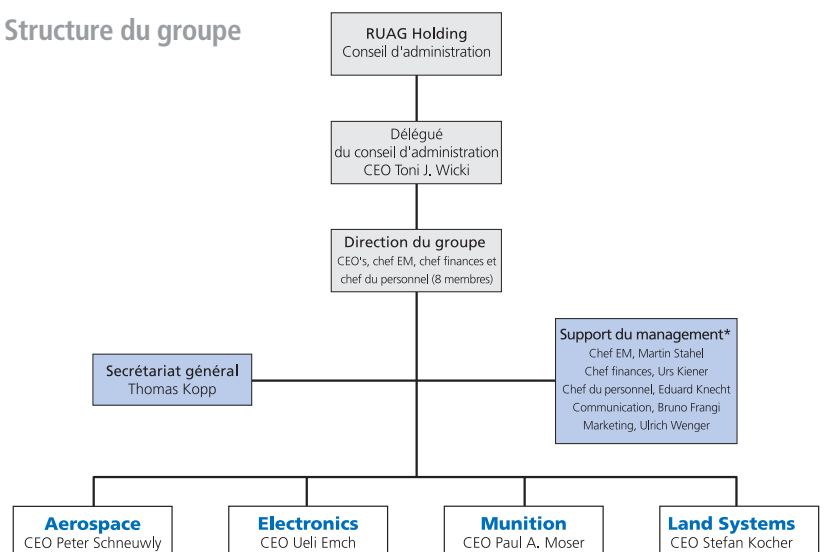 Structure du groupe
RUAG Holding
Conseil d'administration
Délégué
du conseil d'administration
CEO Toni J. Wicki
Direction du groupe
CEO's, chef EM, chef finances et
chef du personnel (8 membres)
Secrétariat général
Thomas Kopp
Support du management*
Chef EM, Martin Stahel
Chef finances, Urs Kiener
Chef du personnel, Eduard Knecht
Communication, Bruno Frangi
Marketing, Ulrich Wenger
Aerospace
CEO Peter Schneuwly
Electronics
CEO Ueli Emch
Munition
CEO Paul A. Moser
Land Systems
CEO Stefan Kocher